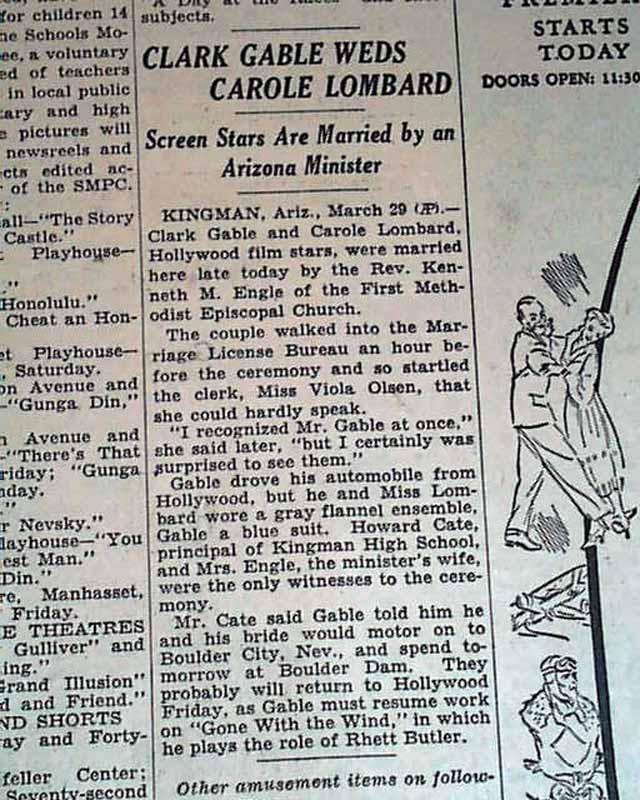 for children 14
he Schools Mo-
ee, a voluntary
ed of teachers
in local public
tary and high
e pictures will
newsreels and
cts edited ac-
of the SMPC.
:
all—"The Story
Castle."
Playhouse—
."
Honolulu."
Cheat an Hon-
et Playhouse—
, Saturday.
on Avenue and
—"Gunga Din,"
n Avenue and
—"There's That
riday; "Gunga
nday.
"
r Nevsky."
layhouse—"You
est Man."
Din."
re, Manhasset,
Friday.
E THEATRES
Gulliver" and
ing."
Grand Illusion"
d and Friend."
ND SHORTS
ay and Forty-
feller Center;
Seventy-second
subjects.
CLARK GABLE WEDS
CAROLE LOMBARD
Screen Stars Are Married by an
Arizona Minister
KINGMAN, Ariz., March 29 (AP).—
Clark Gable and Carole Lombard,
Hollywood film stars, were married
here late today by the Rev. Ken-
neth M. Engle of the First Meth-
odist Episcopal Church.
The couple walked into the Mar-
riage License Bureau an hour be-
fore the ceremony and so startled
the clerk, Miss Viola Olsen, that
she could hardly speak.
"I recognized Mr. Gable at once,"
she said later, "but I certainly was
surprised to see them."
Gable drove his automobile from
Hollywood, but he and Miss Lom-
bard wore a gray flannel ensemble,
Gable a blue suit. Howard Cate,
principal of Kingman High School,
and Mrs. Engle, the minister's wife,
were the only witnesses to the cere-
mony.
Mr. Cate said Gable told him he
and his bride would motor on to
Boulder City, Nev., and spend to-
morrow at Boulder Dam. They
probably will return to Hollywood
Friday, as Gable must resume work
on "Gone With the Wind," in which
he plays the role of Rhett Butler.
Other amusement items on follow-
PREMIER
STARTS
TODAY
DOORS OPEN: 11:30